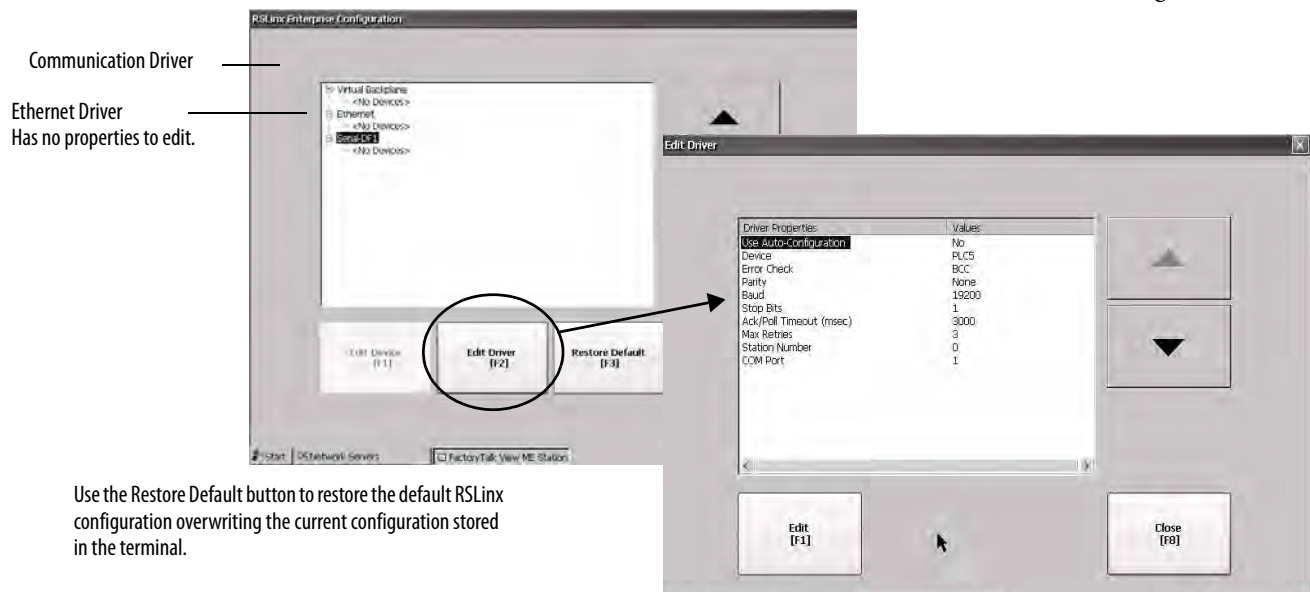 RSLinx Enterprise Configuration
Communication Driver
Ethernet Driver
Has no properties to edit.
Virtual Backplane
<No Devices>
Ethernet
<No Devices>
Serial-DF1
<No Devices>
Edit Device
[F1]
Edit Driver
[F2]
Restore Default
[F3]
Start
Network Servers
FactoryTalk View ME Station
Edit Driver
X
Driver Properties Values
Use Auto-Configuration No
Device PLC5
Error Check BCC
Parity None
Baud 19200
Stop Bits 1
Ack/Poll Timeout (msec) 3000
Max Retries 3
Station Number 0
COM Port 1
Edit
[F1]
Close
[F8]
Use the Restore Default button to restore the default RSLinx
configuration overwriting the current configuration stored
in the terminal.